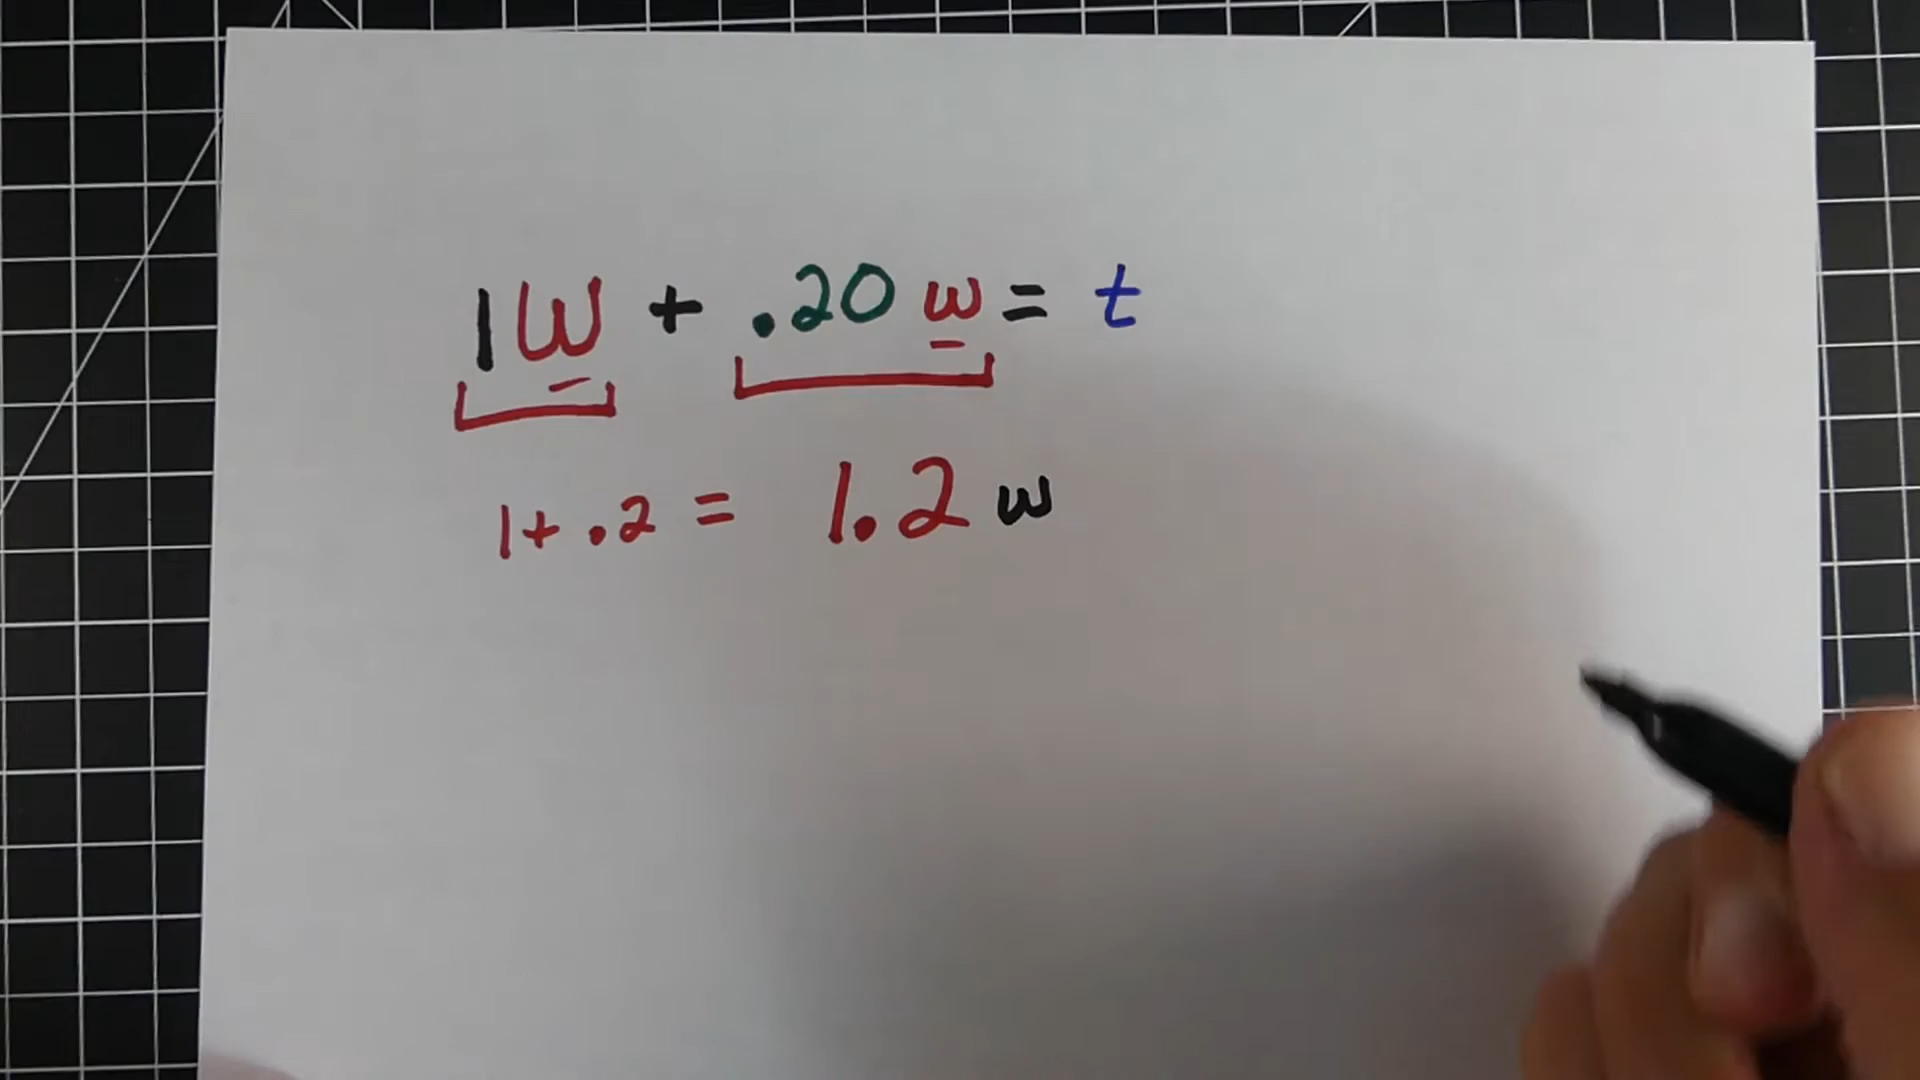 1W + .20 w = t
1 + .2 = 1.2 w